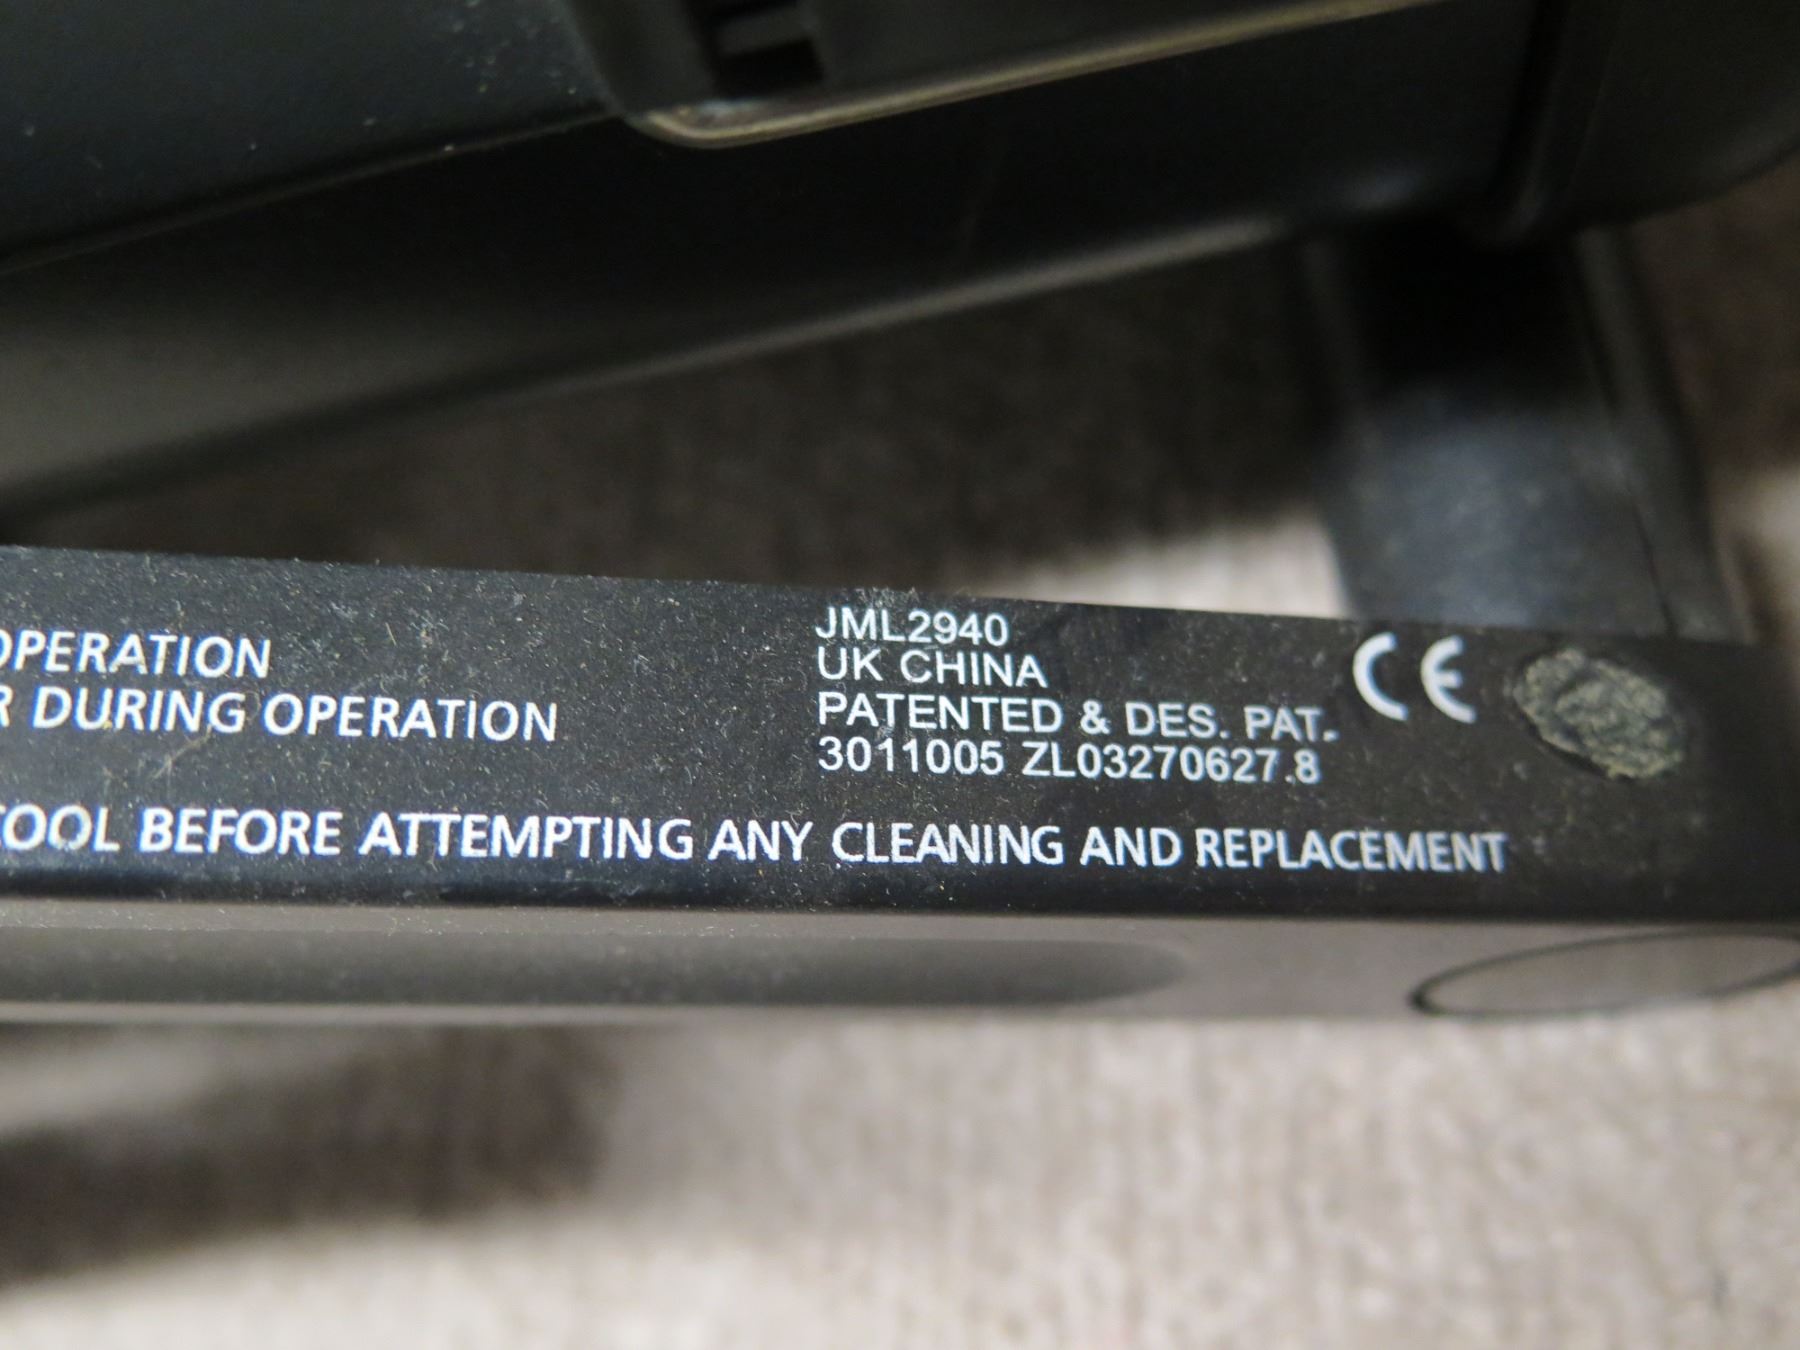 OPERATION
R DURING OPERATION
JML2940
UK CHINA
PATENTED & DES. PAT.
3011005 ZL03270627.8
CE
COOL BEFORE ATTEMPTING ANY CLEANING AND REPLACEMENT